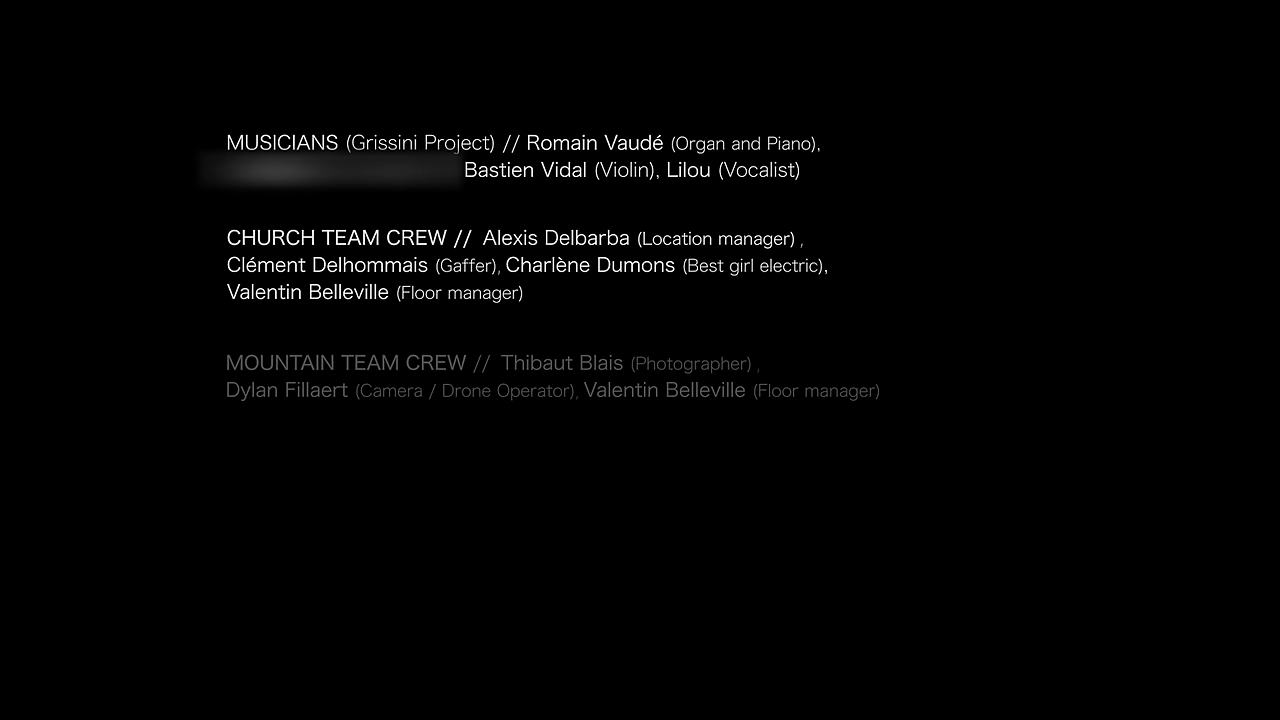 MUSICIANS (Grissini Project) // Romain Vaudé (Organ and Piano),
Bastien Vidal (Violin), Lilou (Vocalist)
CHURCH TEAM CREW // Alexis Delbarba (Location manager) ,
Clément Delhommais (Gaffer), Charlène Dumons (Best girl electric),
Valentin Belleville (Floor manager)
MOUNTAIN TEAM CREW // Thibaut Blais (Photographer) ,
Dylan Fillaert (Camera / Drone Operator), Valentin Belleville (Floor manager)